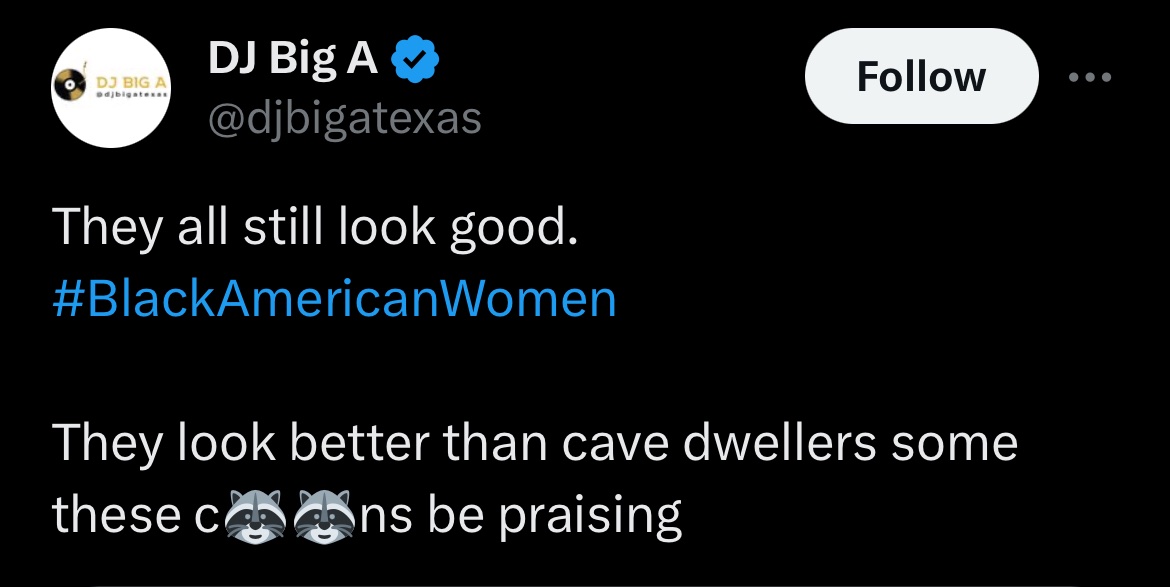 DJ BIG A
@djbigatexas
DJ Big A
@djbigatexas
Follow
They all still look good.
#BlackAmericanWomen
They look better than cave dwellers some
these c🦝🦝ns be praising